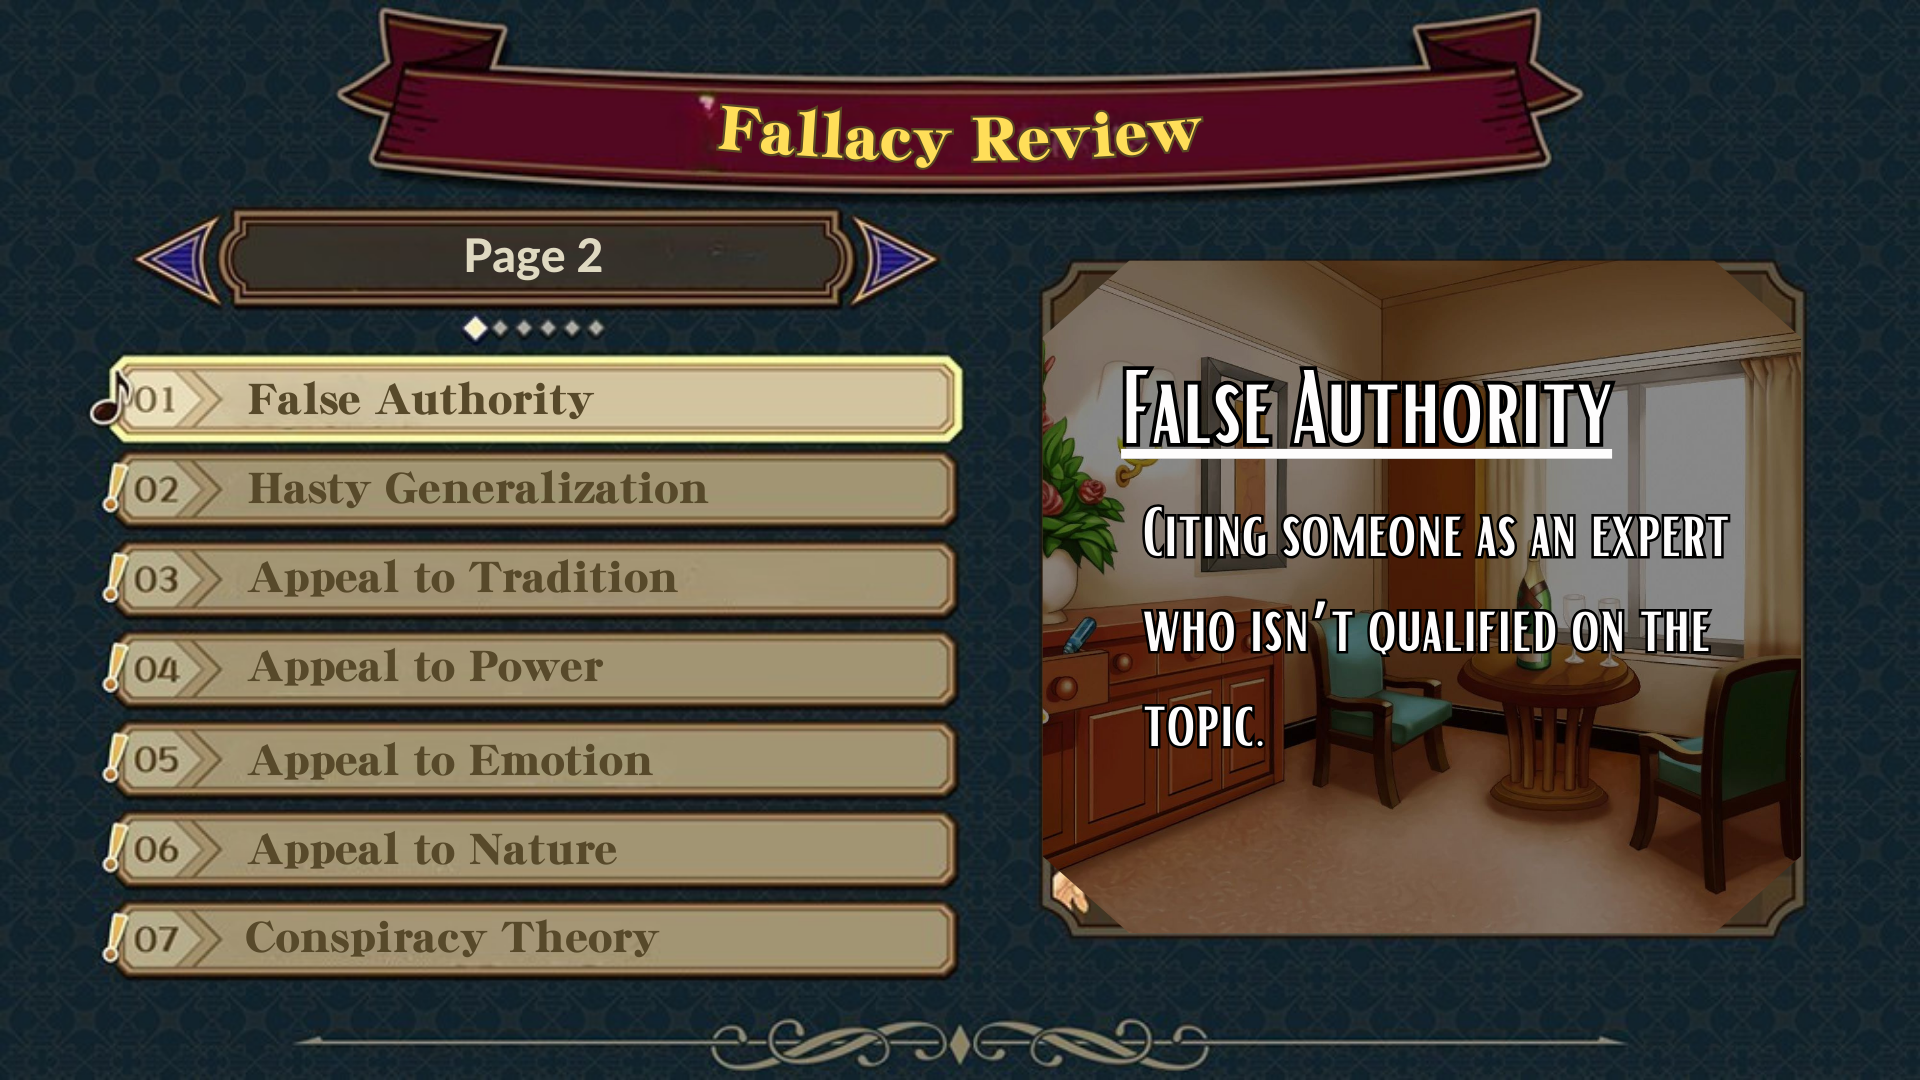 Fallacy Review
Page 2
01 False Authority
02 Hasty Generalization
03 Appeal to Tradition
04 Appeal to Power
05 Appeal to Emotion
06 Appeal to Nature
07 Conspiracy Theory
False Authority
Citing someone as an expert
who isn't qualified on the
topic.